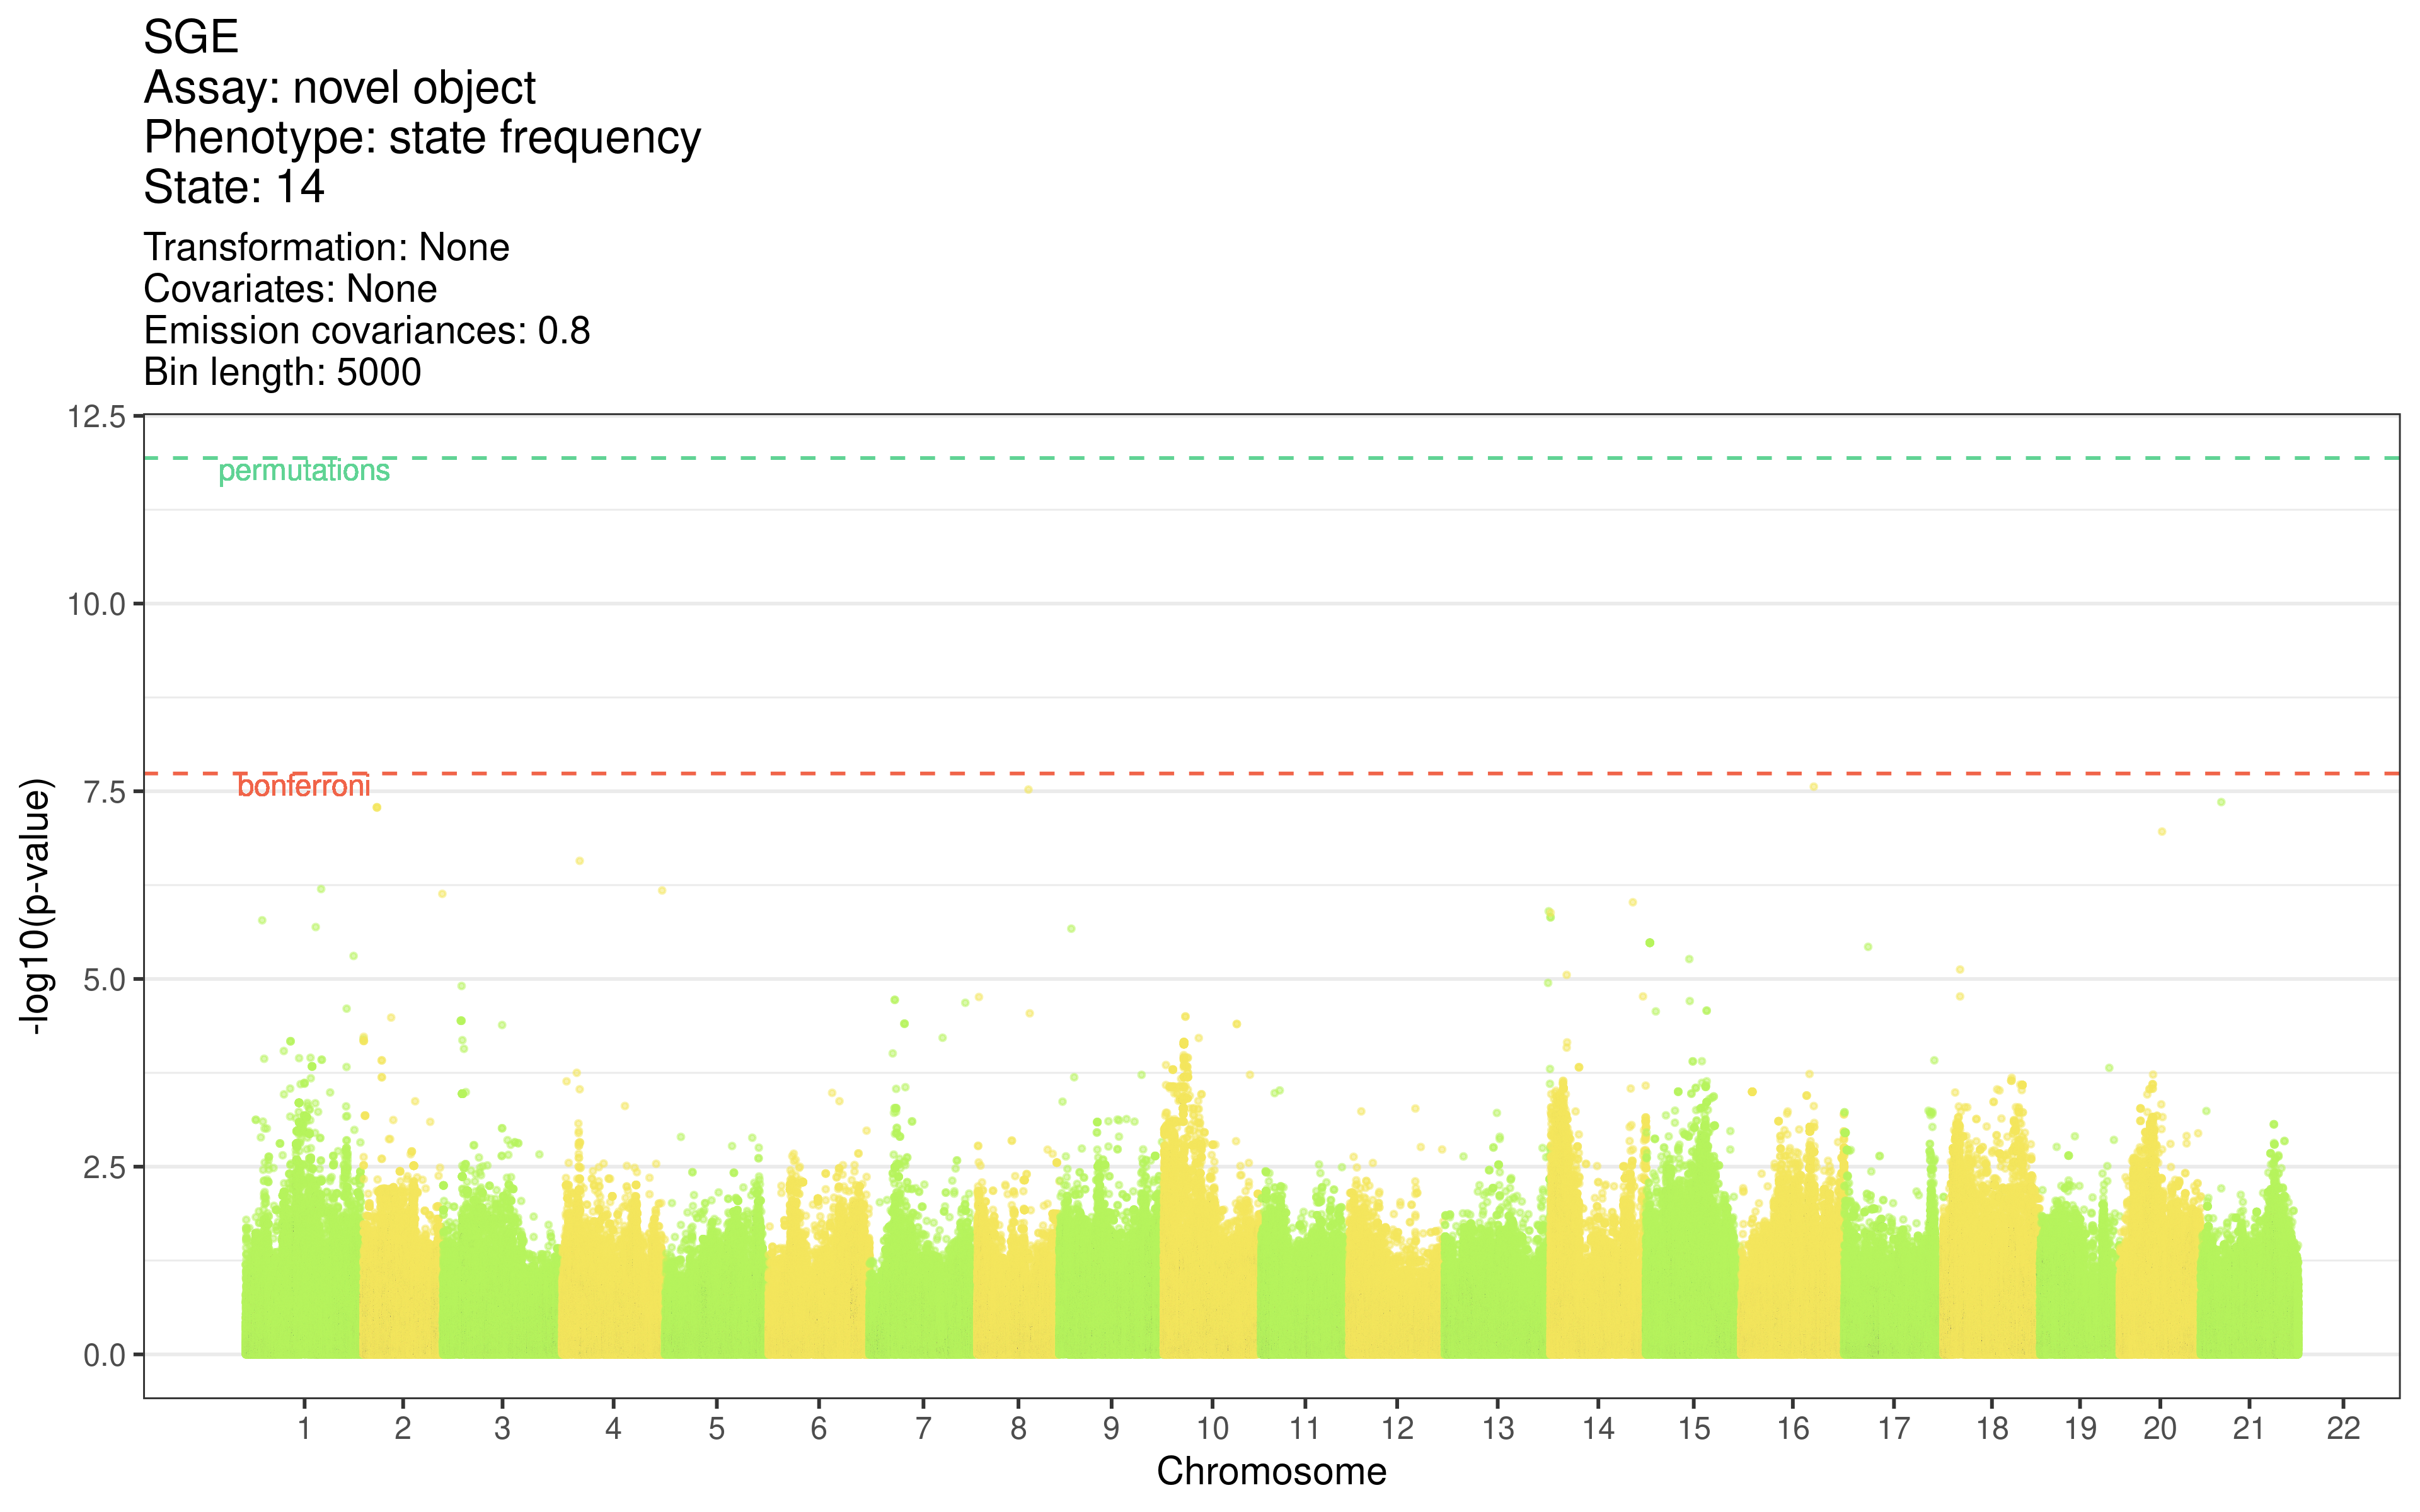 SGE
Assay: novel object
Phenotype: state frequency
State: 14
Transformation: None
Covariates: None
Emission covariances: 0.8
Bin length: 5000
12.5
permutations
10.0
bonferroni
7.5
5.0
2.5
0.0
-log10(p-value)
1 2 3 4 5 6 7 8 9 10 11 12 13 14 15 16 17 18 19 20 21 22
Chromosome